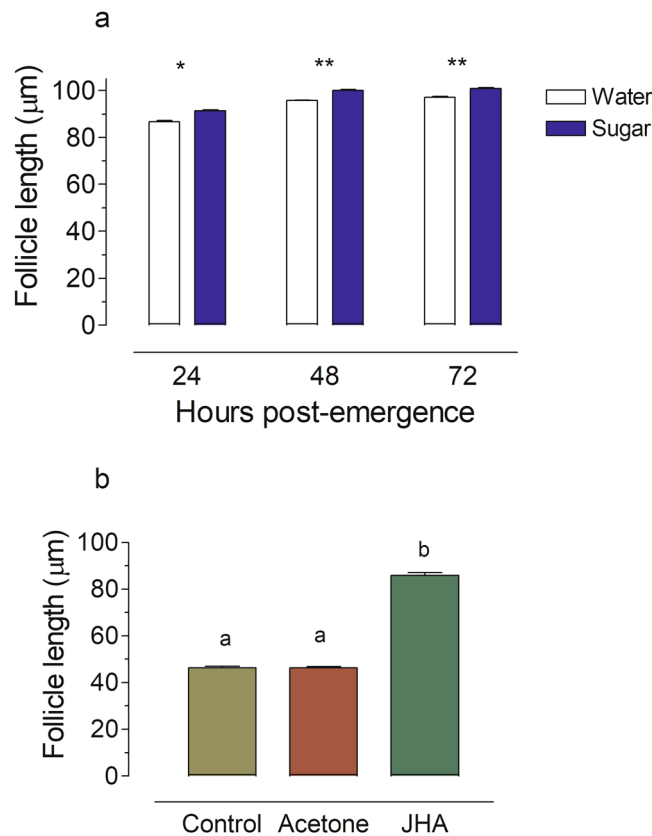 a
* ** **
Follicle length (μm)
100
80
60
40
20
0
Water
Sugar
24 48 72
Hours post-emergence
b
Follicle length (μm)
100
80
60
40
20
0
a a b
Control Acetone JHA